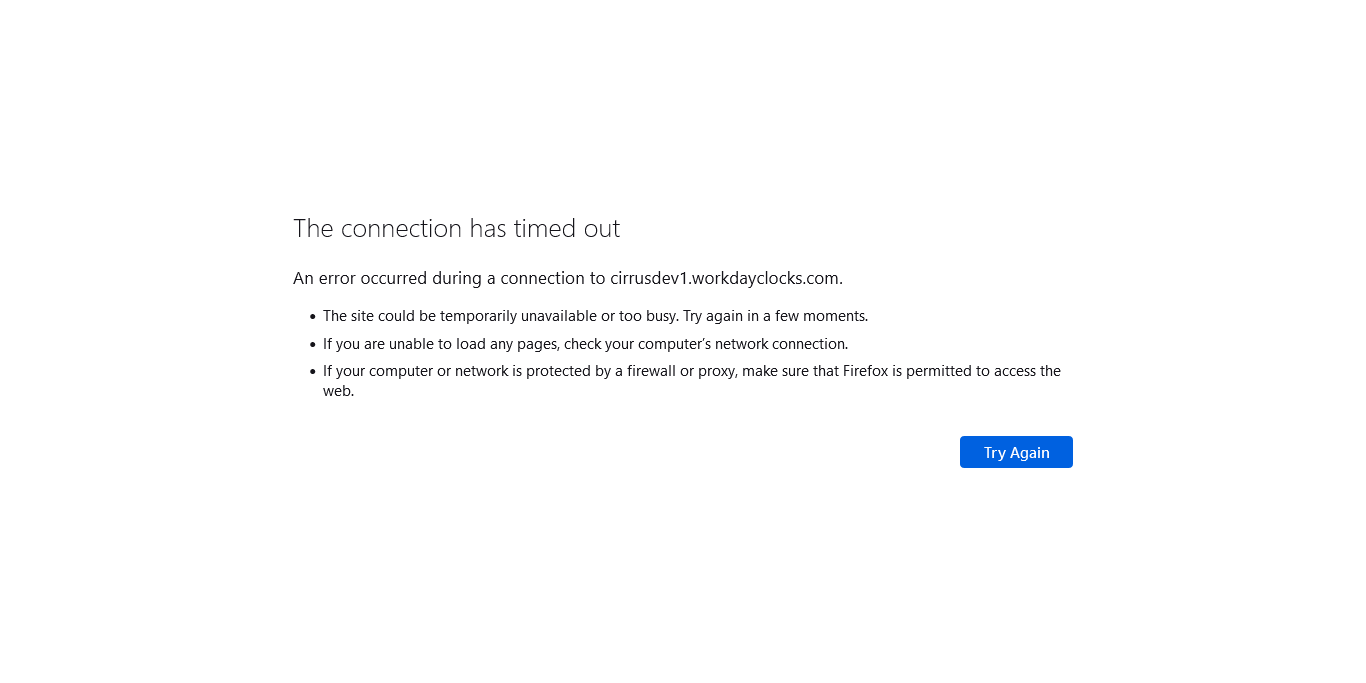 The connection has timed out
An error occurred during a connection to cirrusdev1.workdayclocks.com.
• The site could be temporarily unavailable or too busy. Try again in a few moments.
• If you are unable to load any pages, check your computer’s network connection.
• If your computer or network is protected by a firewall or proxy, make sure that Firefox is permitted to access the
web.
Try Again